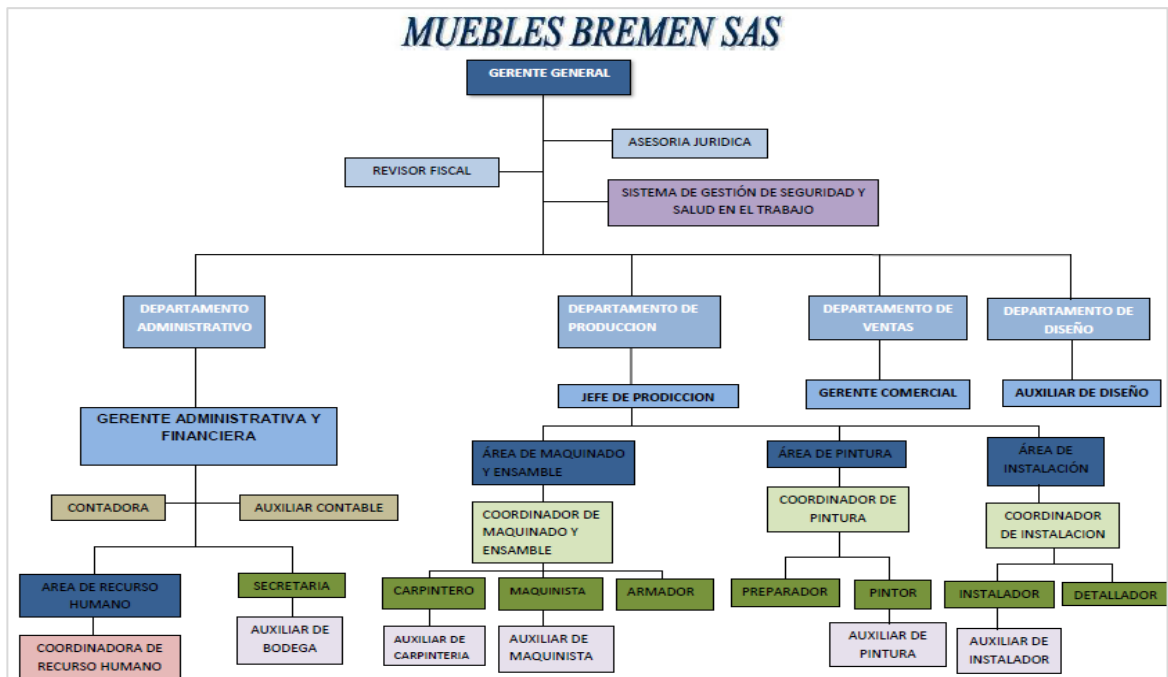 MUEBLES BREMEN SAS
GERENTE GENERAL
ASESORIA JURIDICA
REVISOR FISCAL
SISTEMA DE GESTIÓN DE SEGURIDAD Y
SALUD EN EL TRABAJO
DEPARTAMENTO
ADMINISTRATIVO
DEPARTAMENTO DE
PRODUCCION
DEPARTAMENTO DE
VENTAS
DEPARTAMENTO DE
DISEÑO
JEFE DE PRODICCION
GERENTE COMERCIAL
AUXILIAR DE DISEÑO
GERENTE ADMINISTRATIVA Y
FINANCIERA
ÁREA DE MAQUINADO
Y ENSAMBLE
ÁREA DE PINTURA
ÁREA DE
INSTALACIÓN
CONTADORA
AUXILIAR CONTABLE
COORDINADOR DE
MAQUINADO Y
ENSAMBLE
COORDINADOR DE
PINTURA
COORDINADOR
DE INSTALACION
AREA DE RECURSO
HUMANO
SECRETARIA
CARPINTERO
MAQUINISTA
ARMADOR
PREPARADOR
PINTOR
INSTALADOR
DETALLADOR
COORDINADORA DE
RECURSO HUMANO
AUXILIAR DE
BODEGA
AUXILIAR DE
CARPINTERIA
AUXILIAR DE
MAQUINISTA
AUXILIAR DE
PINTURA
AUXILIAR DE
INSTALADOR